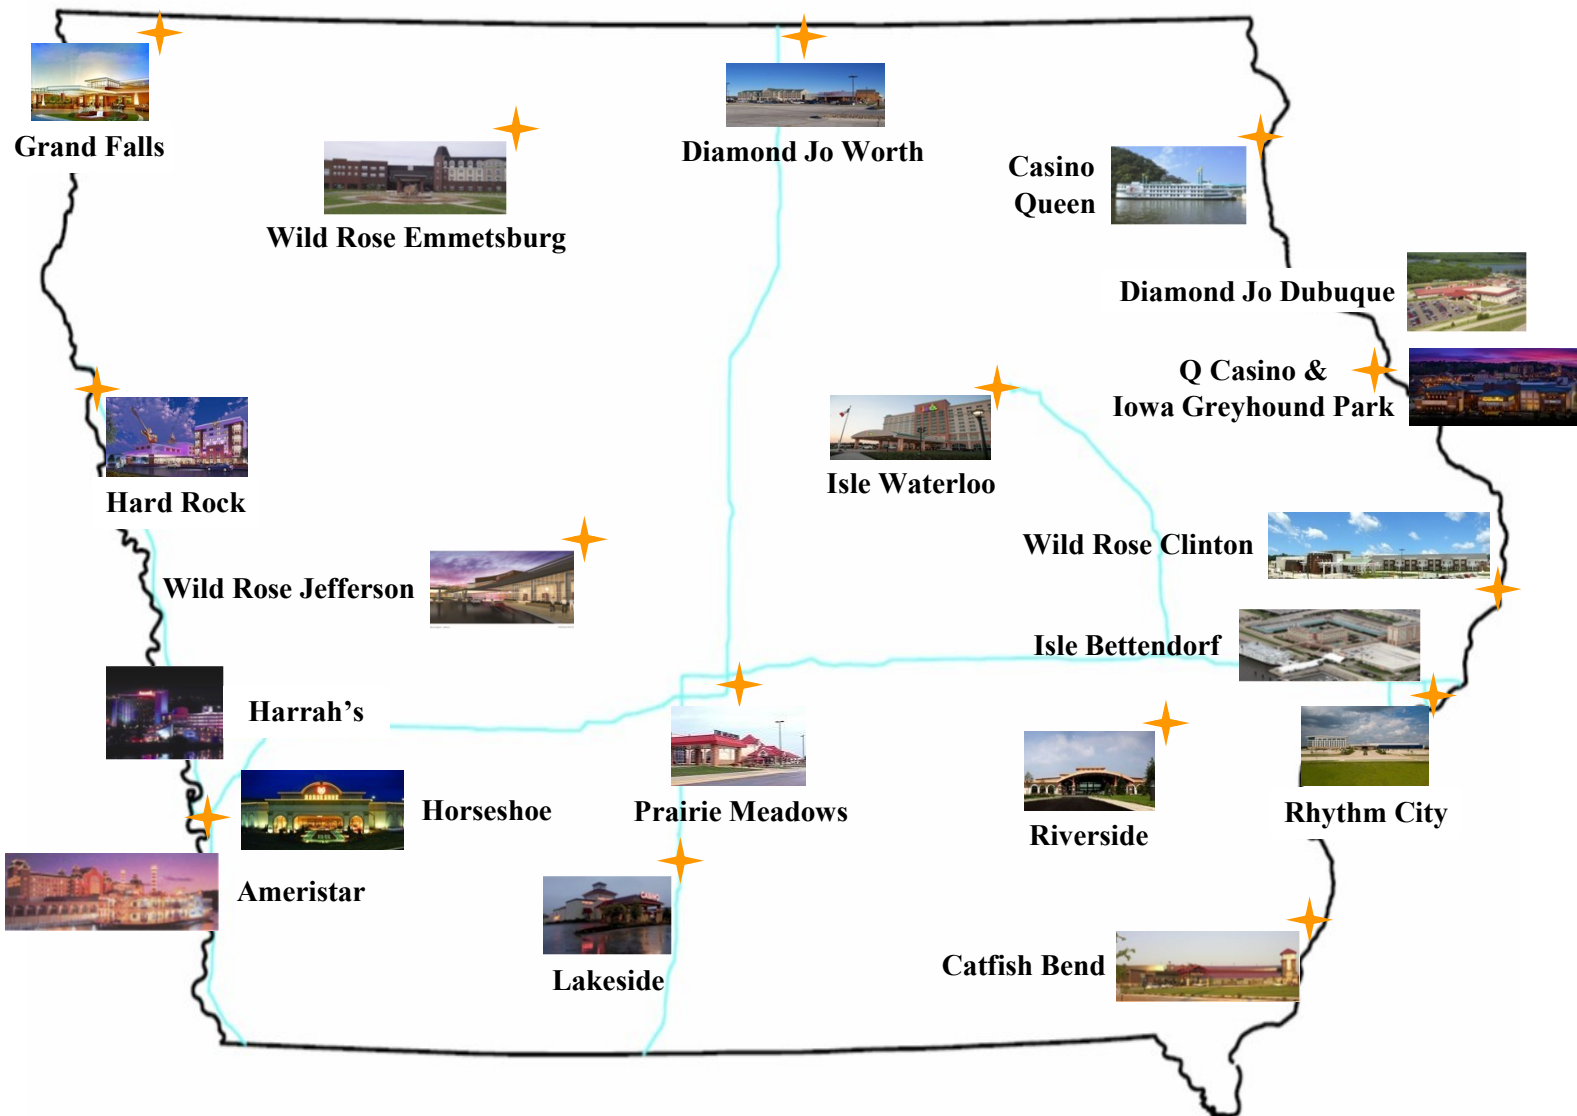 Grand Falls
Diamond Jo Worth
Wild Rose Emmetsburg
Casino
Queen
Diamond Jo Dubuque
Q Casino &
Iowa Greyhound Park
Hard Rock
Isle Waterloo
Wild Rose Clinton
Wild Rose Jefferson
Isle Bettendorf
Harrah's
Horseshoe
Prairie Meadows
Riverside
Rhythm City
Ameristar
Lakeside
Catfish Bend
CASINO